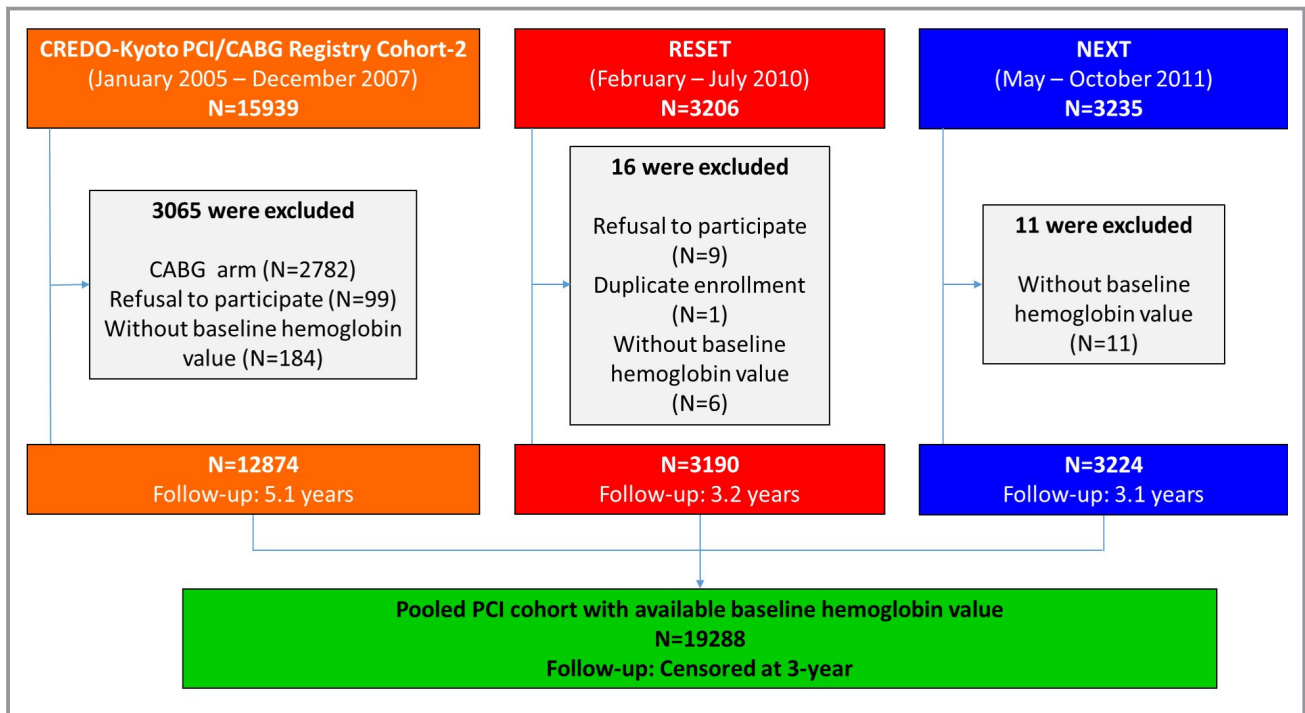 CREDO-Kyoto PCI/CABG Registry Cohort-2
(January 2005 – December 2007)
N=15939
RESET
(February – July 2010)
N=3206
NEXT
(May – October 2011)
N=3235
3065 were excluded
CABG arm (N=2782)
Refusal to participate (N=99)
Without baseline hemoglobin
value (N=184)
16 were excluded
Refusal to participate
(N=9)
Duplicate enrollment
(N=1)
Without baseline
hemoglobin value
(N=6)
11 were excluded
Without baseline
hemoglobin value
(N=11)
N=12874
Follow-up: 5.1 years
N=3190
Follow-up: 3.2 years
N=3224
Follow-up: 3.1 years
Pooled PCI cohort with available baseline hemoglobin value
N=19288
Follow-up: Censored at 3-year